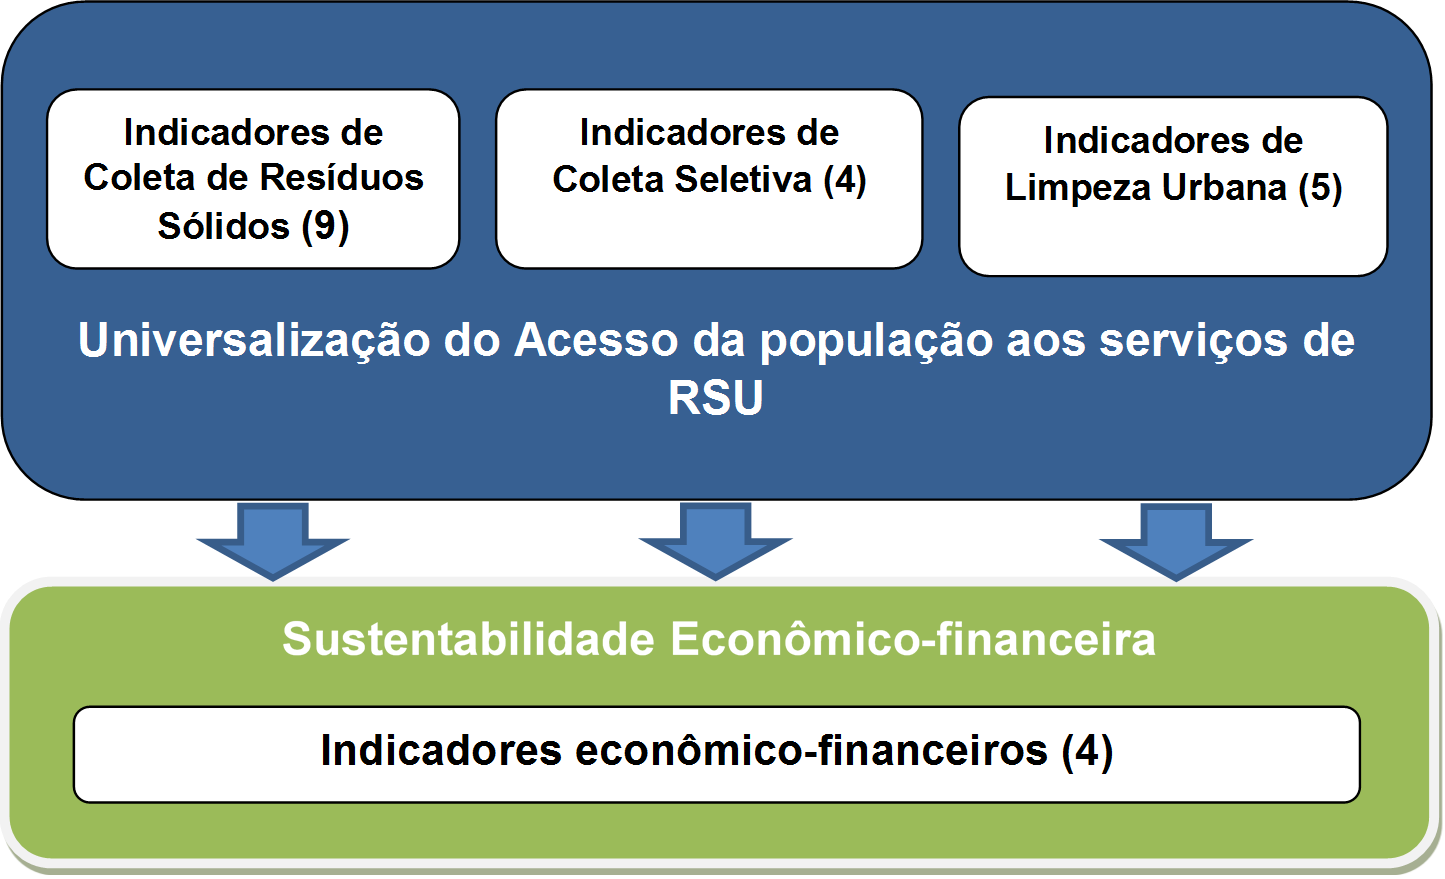 Indicadores de
Coleta de Resíduos
Sólidos (9)
Indicadores de
Coleta Seletiva (4)
Indicadores de
Limpeza Urbana (5)
Universalização do Acesso da população aos serviços de
RSU
Sustentabilidade Econômico-financeira
Indicadores econômico-financeiros (4)